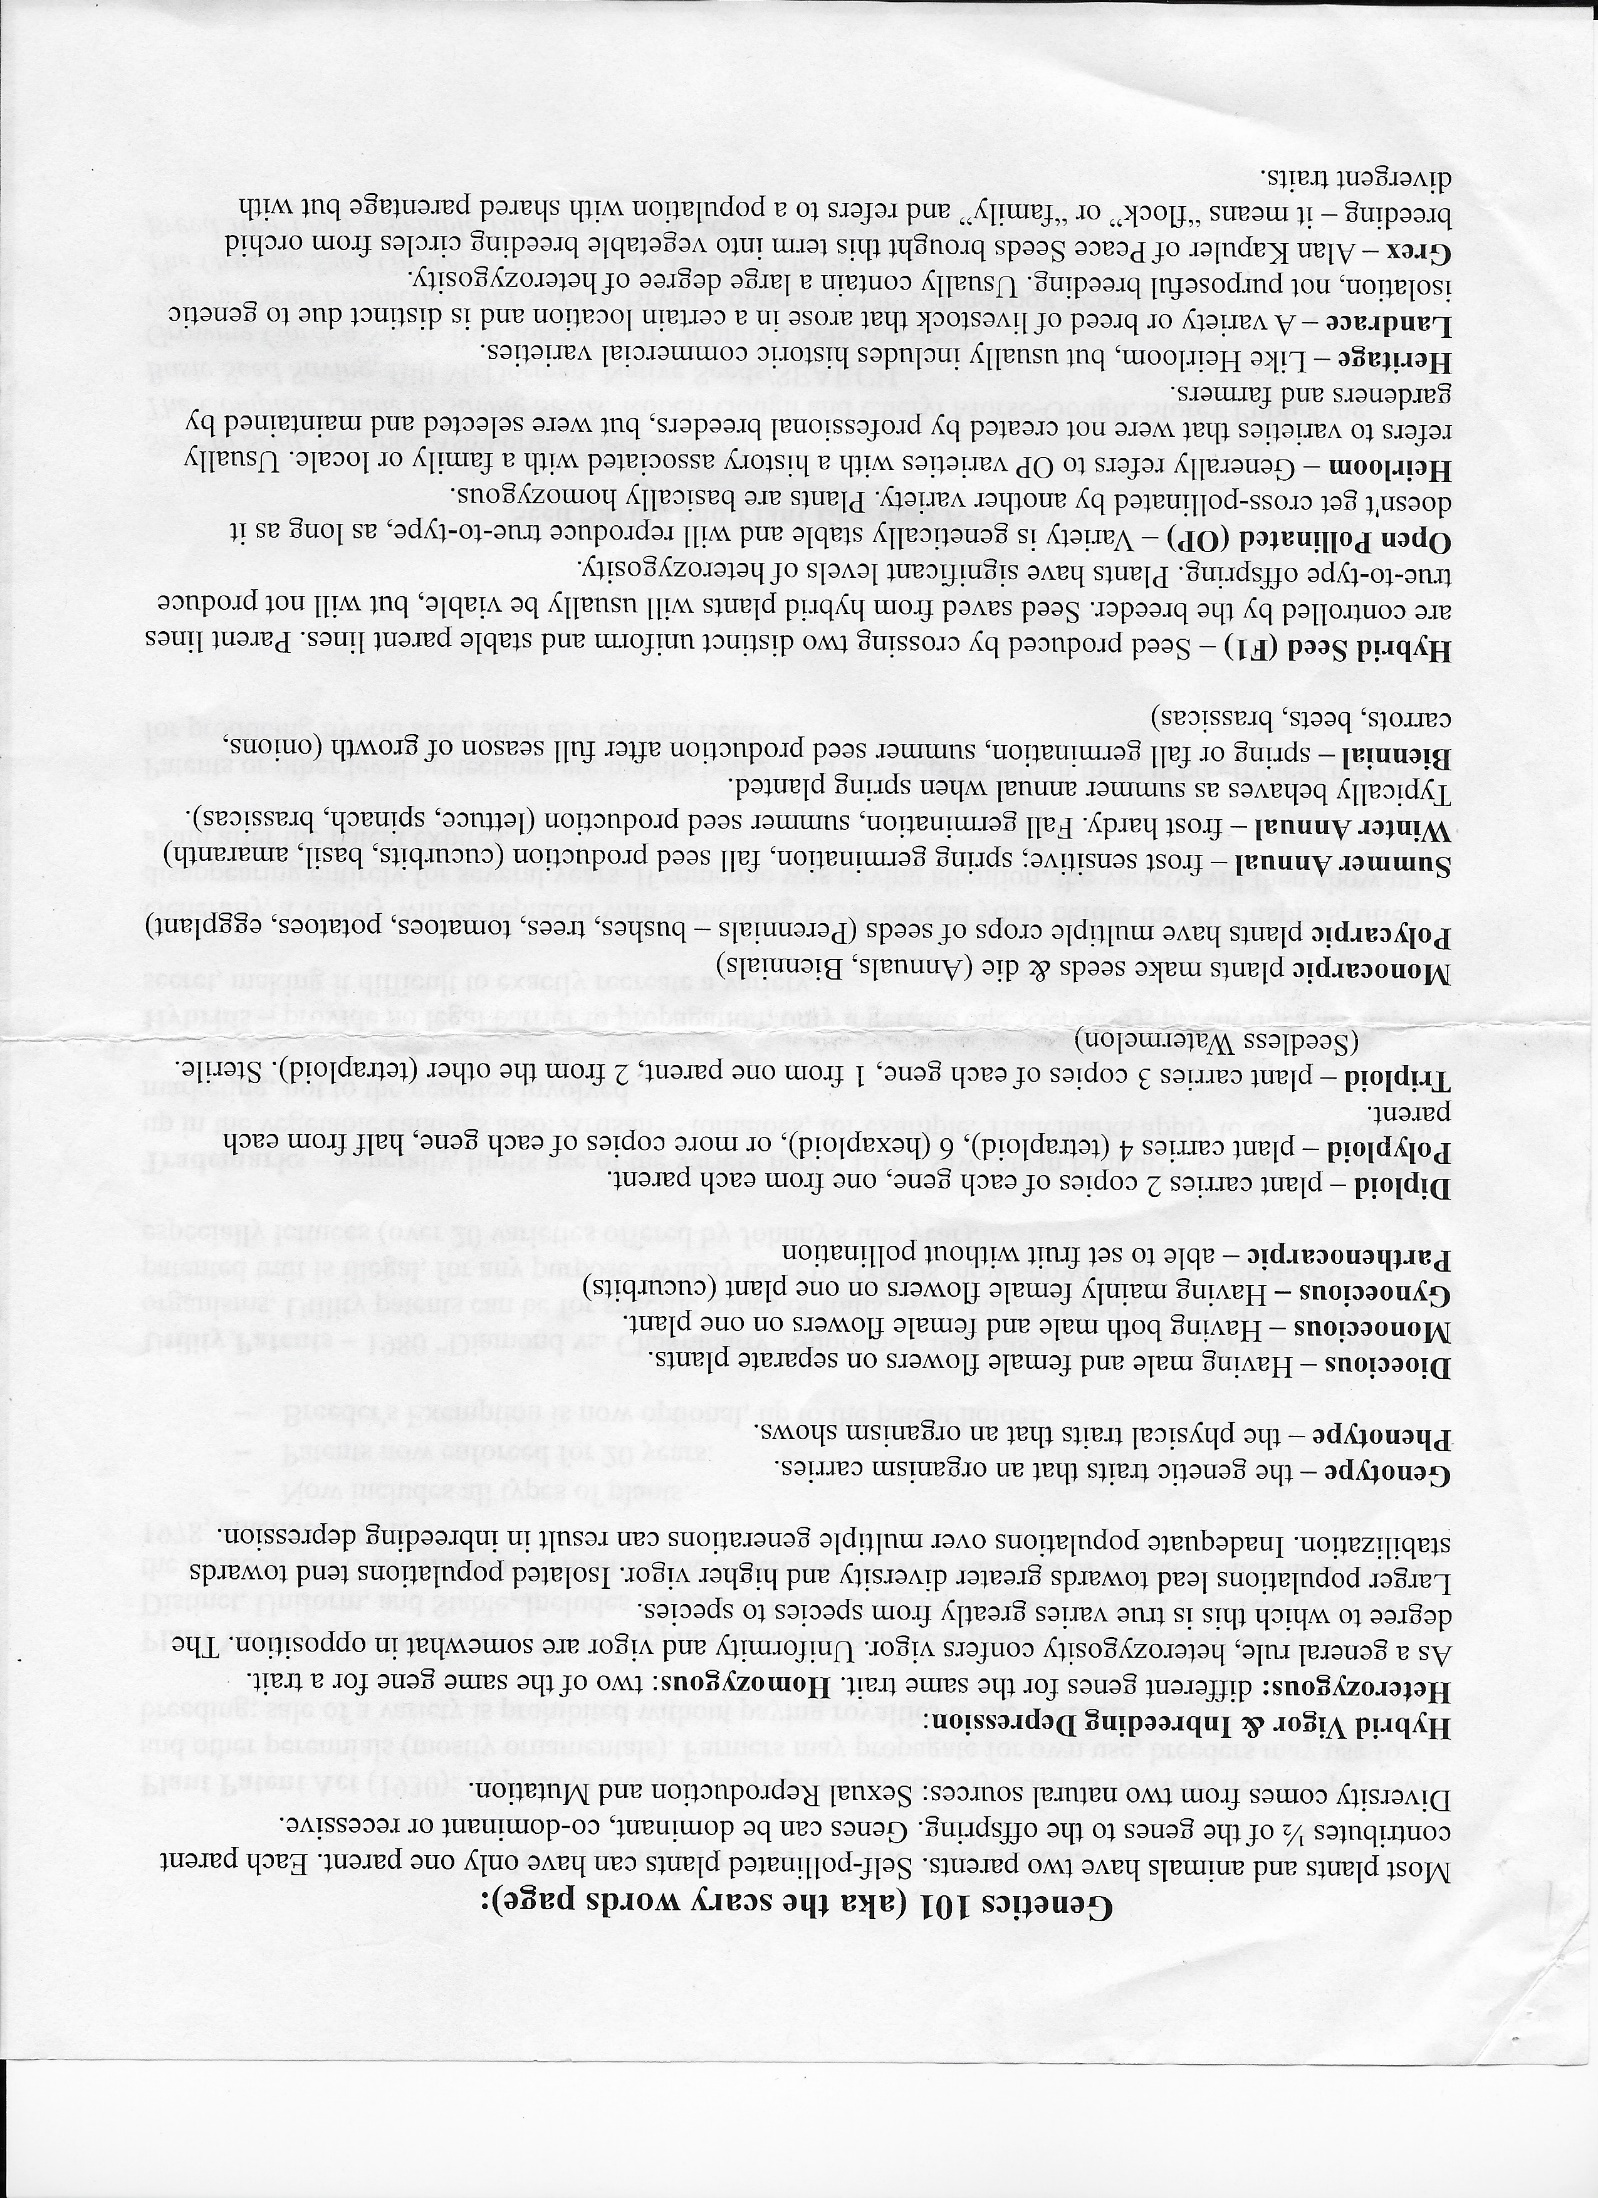 Genetics 101 (aka the scary words page):
Most plants and animals have two parents. Self-pollinated plants can have only one parent. Each parent
contributes ½ of the genes to the offspring. Genes can be dominant, co-dominant or recessive.
Diversity comes from two natural sources: Sexual Reproduction and Mutation.
Hybrid Vigor & Inbreeding Depression:
Heterozygous: different genes for the same trait. Homozygous: two of the same gene for a trait.
As a general rule, heterozygosity confers vigor. Uniformity and vigor are somewhat in opposition. The
degree to which this is true varies greatly from species to species.
Larger populations lead towards greater diversity and higher vigor. Isolated populations tend towards
stabilization. Inadequate populations over multiple generations can result in inbreeding depression.
Genotype – the genetic traits that an organism carries.
Phenotype – the physical traits that an organism shows.
Dioecious – Having male and female flowers on separate plants.
Monoecious – Having both male and female flowers on one plant.
Gynoecious – Having mainly female flowers on one plant (cucurbits)
Parthenocarpic – able to set fruit without pollination
Diploid – plant carries 2 copies of each gene, one from each parent.
Polyploid – plant carries 4 (tetraploid), 6 (hexaploid), or more copies of each gene, half from each
parent.
Triploid – plant carries 3 copies of each gene, 1 from one parent, 2 from the other (tetraploid). Sterile.
(Seedless Watermelon)
Monocarpic plants make seeds & die (Annuals, Biennials)
Polycarpic plants have multiple crops of seeds (Perennials – bushes, trees, tomatoes, potatoes, eggplant)
Summer Annual – frost sensitive; spring germination, fall seed production (cucurbits, basil, amaranth)
Winter Annual – frost hardy. Fall germination, summer seed production (lettuce, spinach, brassicas).
Typically behaves as summer annual when spring planted.
Biennial – spring or fall germination, summer seed production after full season of growth (onions,
carrots, beets, brassicas)
Hybrid Seed (F1) – Seed produced by crossing two distinct uniform and stable parent lines. Parent lines
are controlled by the breeder. Seed saved from hybrid plants will usually be viable, but will not produce
true-to-type offspring. Plants have significant levels of heterozygosity.
Open Pollinated (OP) – Variety is genetically stable and will reproduce true-to-type, as long as it
doesn't get cross-pollinated by another variety. Plants are basically homozygous.
Heirloom – Generally refers to OP varieties with a history associated with a family or locale. Usually
refers to varieties that were not created by professional breeders, but were selected and maintained by
gardeners and farmers.
Heritage – Like Heirloom, but usually includes historic commercial varieties.
Landrace – A variety or breed of livestock that arose in a certain location and is distinct due to genetic
isolation, not purposeful breeding. Usually contain a large degree of heterozygosity.
Grex – Alan Kapuler of Peace Seeds brought this term into vegetable breeding circles from orchid
breeding – it means "flock" or "family" and refers to a population with shared parentage but with
divergent traits.